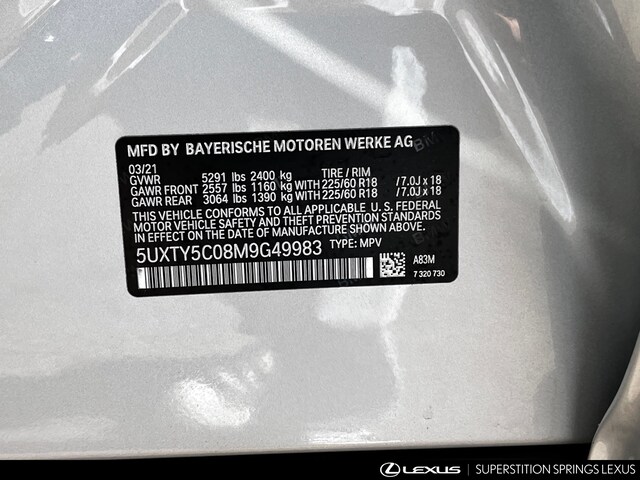 MFD BY BAYERISCHE MOTOREN WERKE AG
03/21
GVWR 5291 lbs 2400 kg TIRE / RIM
GAWR FRONT 2557 lbs 1160 kg WITH 225/60 R18 /7.0J x 18
GAWR REAR 3064 lbs 1390 kg WITH 225/60 R18 /7.0J x 18
THIS VEHICLE CONFORMS TO ALL APPLICABLE U. S. FEDERAL
MOTOR VEHICLE SAFETY AND THEFT PREVENTION STANDARDS
IN EFFECT ON THE DATE OF MANUFACTURE SHOWN ABOVE.
5UXTY5C08M9G49983 TYPE: MPV
A83M
7 320 730
LEXUS SUPERSTITION SPRINGS LEXUS